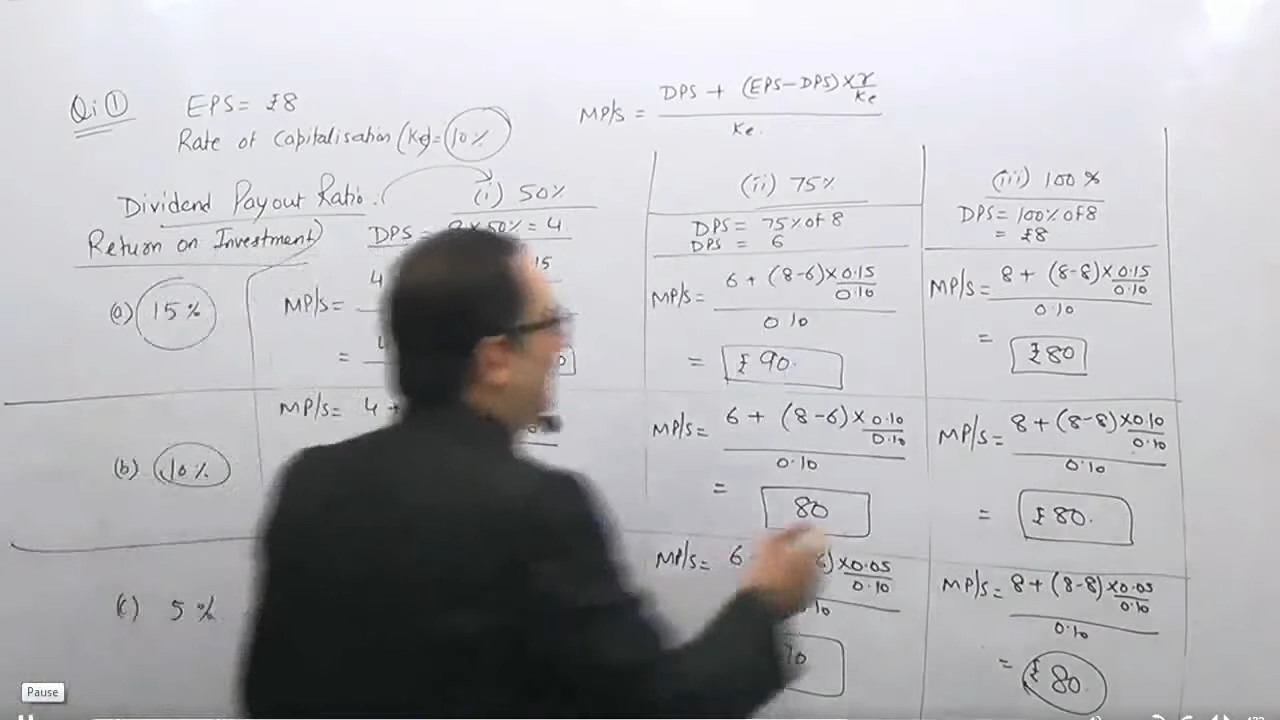 Qi ①
EPS = ₹8
Rate of Capitalisation (Ke) = 10%
MP/s = DPS + (EPS-DPS) × r/Ke
Ke
Dividend Payout Ratio
Return on Investment)
(i) 50%
DPS = 8×50% = 4
(ii) 75%
DPS = 75% of 8
DPS = 6
(iii) 100%
DPS = 100% of 8
= ₹8
(a) 15%
MP/s = 4
15
=
MP/s = 6 + (8-6) × 0.15/0.10
0.10
= ₹90.
MP/s = 8 + (8-8) × 0.15/0.10
0.10
= ₹80
(b) 10%
MP/s = 4 +
MP/s = 6 + (8-6) × 0.10/0.10
0.10
= 80
MP/s = 8 + (8-8) × 0.10/0.10
0.10
= ₹80.
(c) 5%
MP/s = 6 6) × 0.05/0.10
MP/s = 8 + (8-8) × 0.05/0.10
0.10
= ₹80
Pause